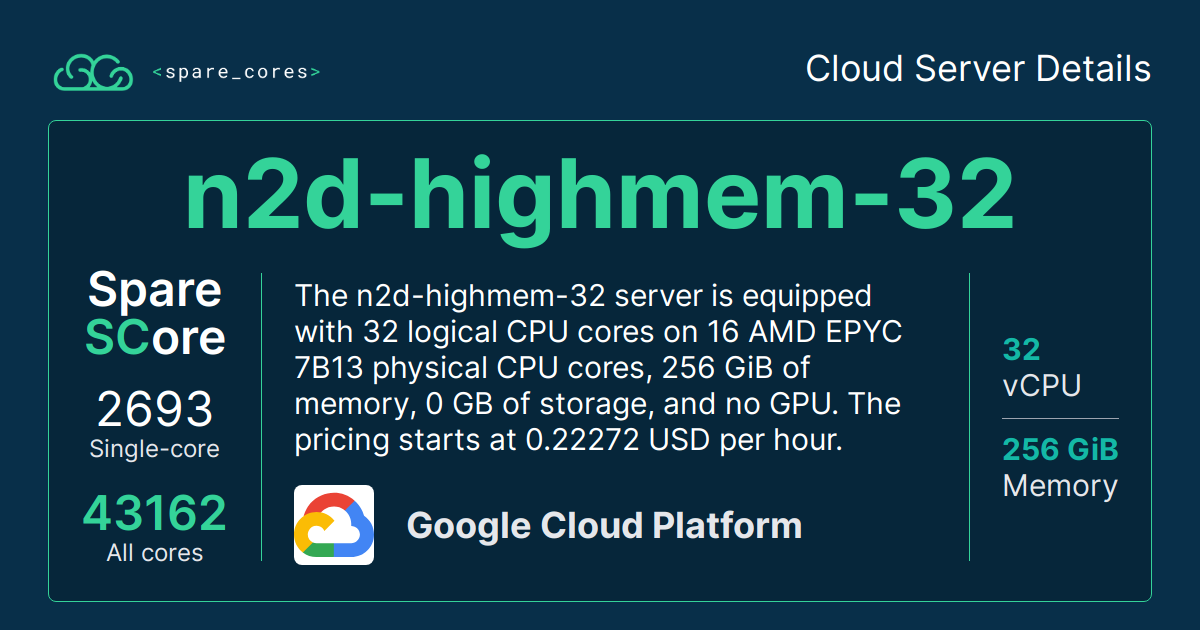 <spare_cores>
Cloud Server Details
n2d-highmem-32
Spare
SCore
2693
Single-core
43162
All cores
The n2d-highmem-32 server is equipped
with 32 logical CPU cores on 16 AMD EPYC
7B13 physical CPU cores, 256 GiB of
memory, 0 GB of storage, and no GPU. The
pricing starts at 0.22272 USD per hour.
Google Cloud Platform
32
vCPU
256 GiB
Memory